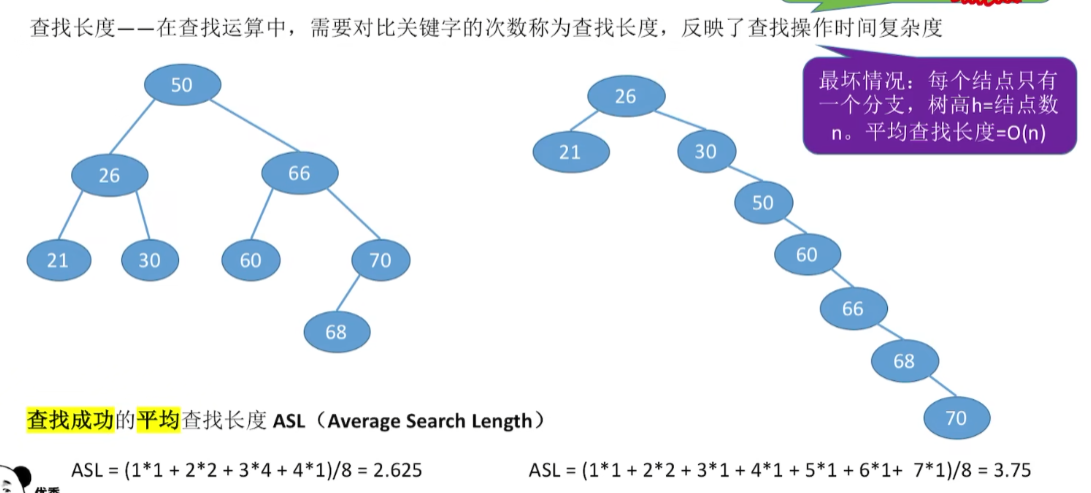 查找长度——在查找运算中，需要对比关键字的次数称为查找长度，反映了查找操作时间复杂度
最坏情况：每个结点只有
一个分支，树高h=结点数
n。平均查找长度=O(n)
50
26
66
21
30
60
70
68
26
21
30
50
60
66
68
70
查找成功的平均查找长度 ASL（Average Search Length）
ASL = (1*1 + 2*2 + 3*4 + 4*1)/8 = 2.625
ASL = (1*1 + 2*2 + 3*1 + 4*1 + 5*1 + 6*1+ 7*1)/8 = 3.75